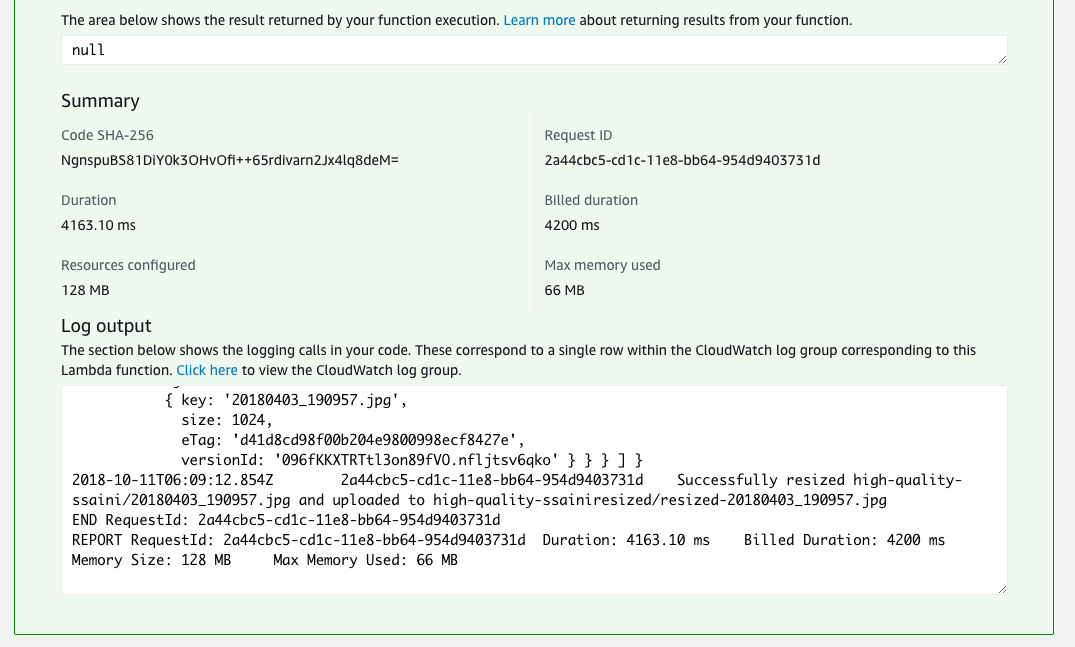 The area below shows the result returned by your function execution. Learn more about returning results from your function.
null
Summary
Code SHA-256
NgnspuBS81DiY0k3OHvOfi++65rdivarn2Jx4lq8deM=
Request ID
2a44cbc5-cd1c-11e8-bb64-954d9403731d
Duration
4163.10 ms
Billed duration
4200 ms
Resources configured
128 MB
Max memory used
66 MB
Log output
The section below shows the logging calls in your code. These correspond to a single row within the CloudWatch log group corresponding to this
Lambda function. Click here to view the CloudWatch log group.
{ key: '20180403_190957.jpg',
size: 1024,
eTag: 'd41d8cd98f00b204e9800998ecf8427e',
versionId: '096fKKXTRTtl3on89fVO.nfljtsv6qko' } } } ] }
2018-10-11T06:09:12.854Z 2a44cbc5-cd1c-11e8-bb64-954d9403731d Successfully resized high-quality-
ssaini/20180403_190957.jpg and uploaded to high-quality-ssainiresized/resized-20180403_190957.jpg
END RequestId: 2a44cbc5-cd1c-11e8-bb64-954d9403731d
REPORT RequestId: 2a44cbc5-cd1c-11e8-bb64-954d9403731d Duration: 4163.10 ms Billed Duration: 4200 ms
Memory Size: 128 MB Max Memory Used: 66 MB